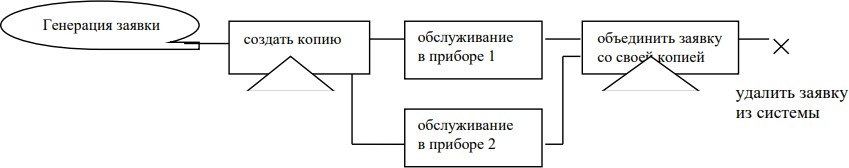 Генерация заявки
создать копию
обслуживание
в приборе 1
объединить заявку
со своей копией
удалить заявку
из системы
обслуживание
в приборе 2